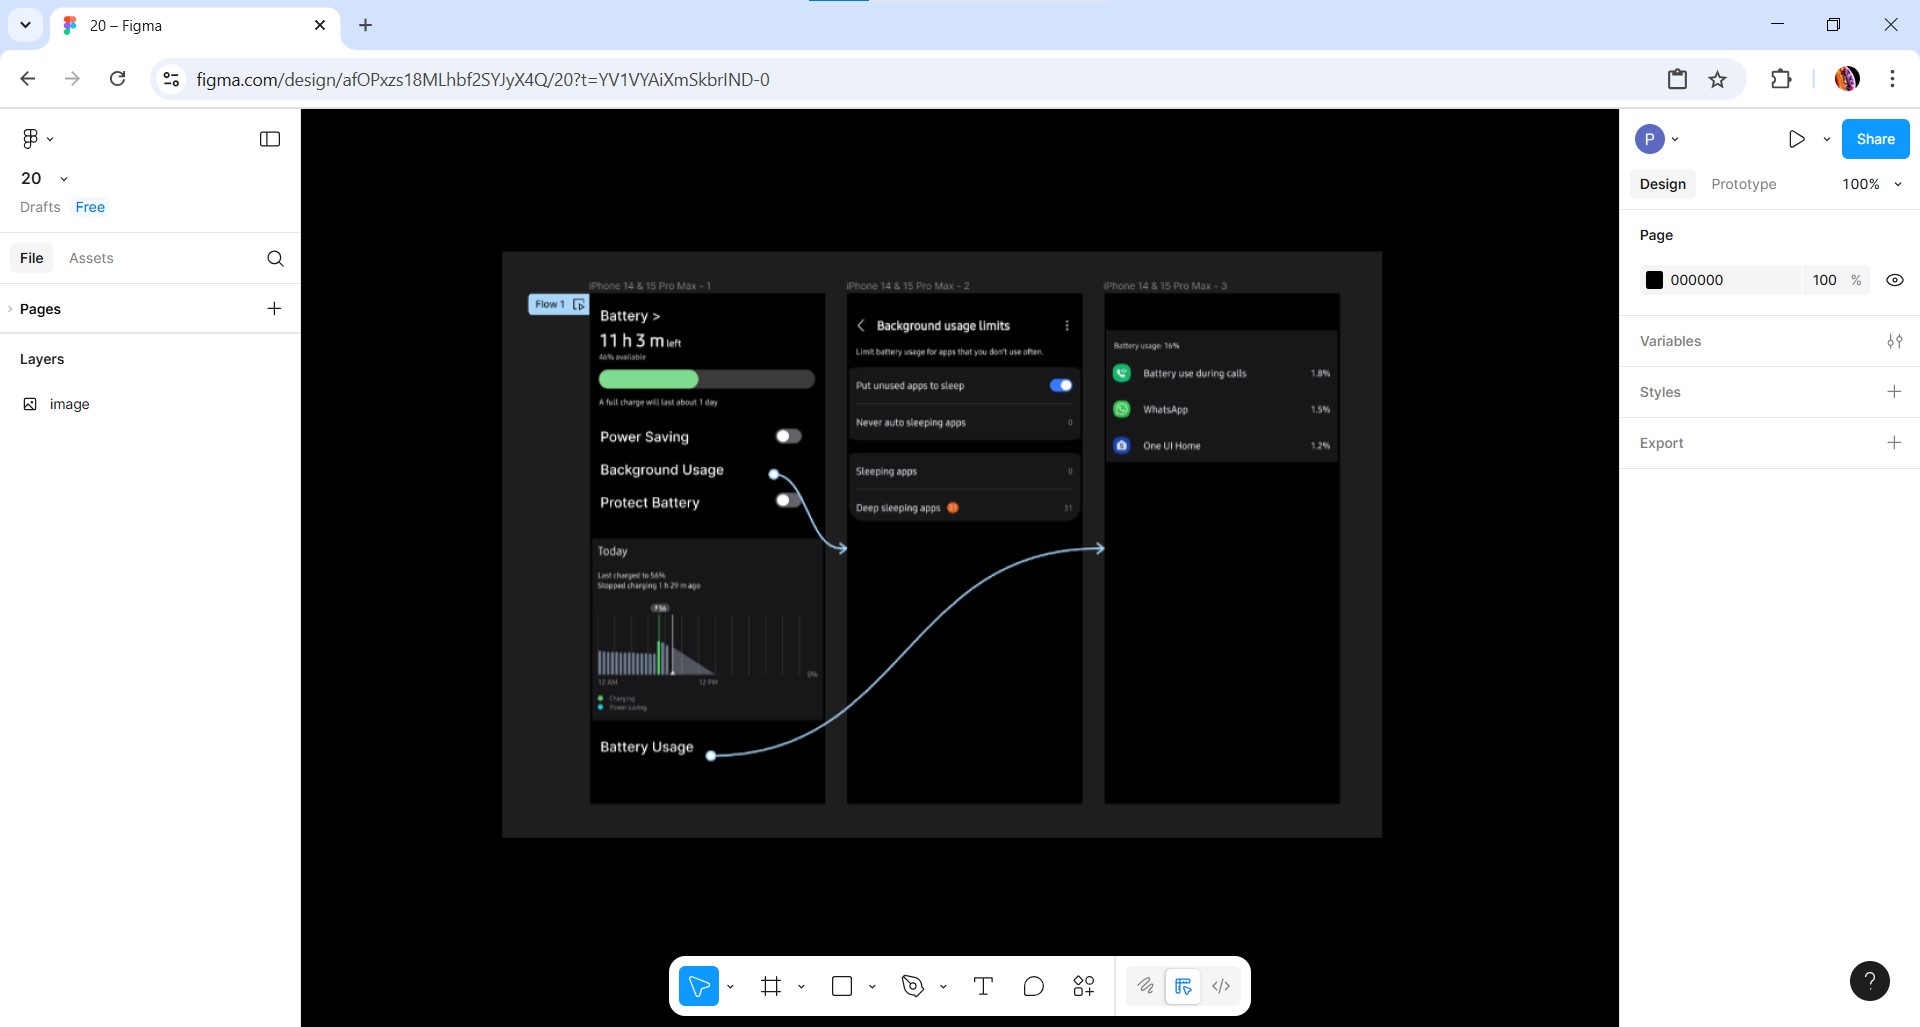 20 – Figma
figma.com/design/afOPxzs18MLhbf2SYJyX4Q/20?t=YV1VYAiXmSkbrIND-0
20
Drafts Free
File Assets
Pages
Layers
image
iPhone 14 & 15 Pro Max - 1
Flow 1
Battery >
11 h 3 m left
46% available
A full charge will last about 1 day
Power Saving
Background Usage
Protect Battery
Today
Last charged to 56%
Stopped charging 1 h 29 m ago
56
0%
12 AM 12 PM
Charging
Power saving
Battery Usage
iPhone 14 & 15 Pro Max - 2
Background usage limits
Limit battery usage for apps that you don't use often.
Put unused apps to sleep
Never auto sleeping apps 0
Sleeping apps 0
Deep sleeping apps 31
iPhone 14 & 15 Pro Max - 3
Battery usage: 16%
Battery use during calls 1.8%
WhatsApp 1.5%
One UI Home 1.2%
P
Share
Design Prototype 100%
Page
000000 100 %
Variables
Styles
Export
?